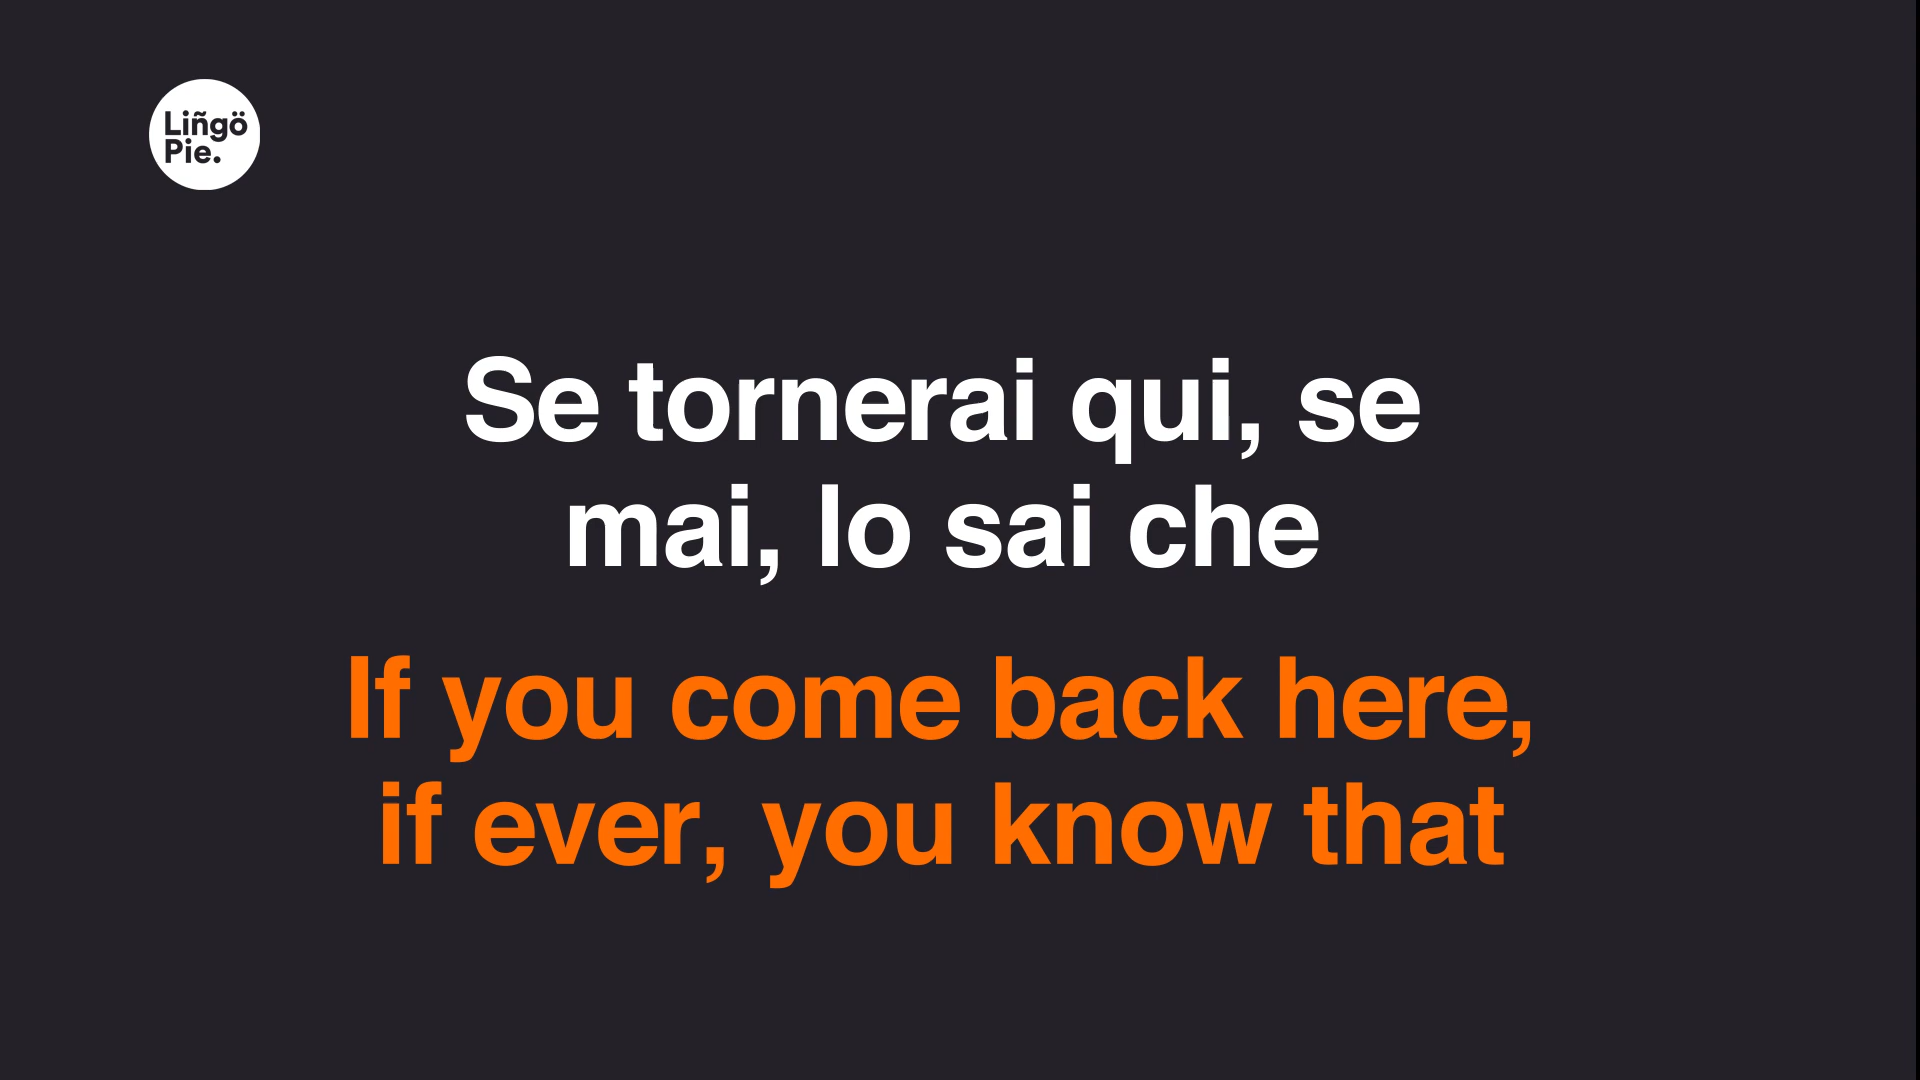 Liñgö
Pie.
Se tornerai qui, se
mai, lo sai che
If you come back here,
if ever, you know that